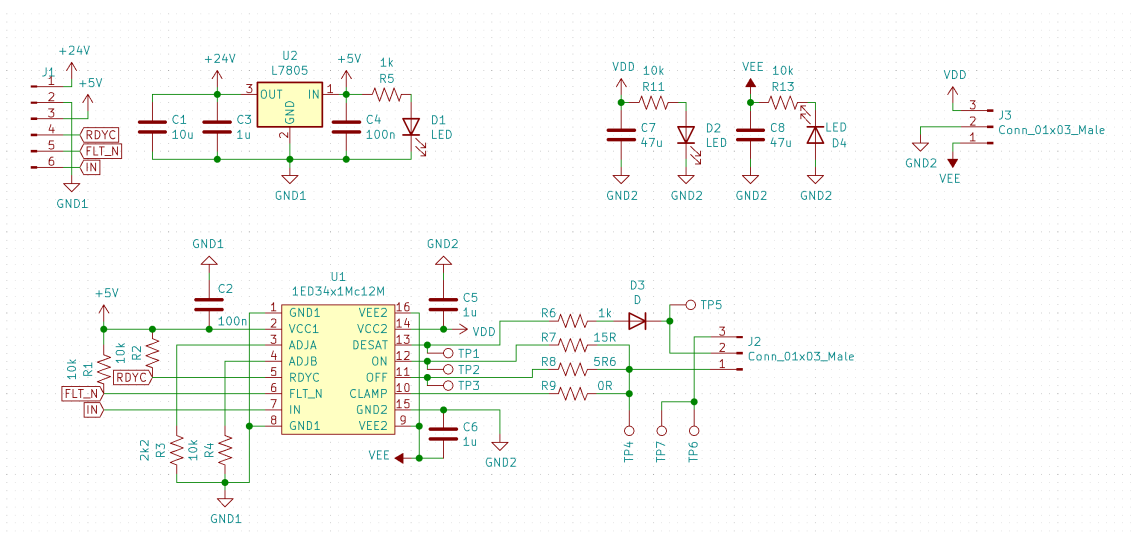 +24V
J1
1
2
3
4
5
6
+5V
RDYC
FLT_N
IN
GND1
C1
10u
+24V
C3
1u
U2
L7805
3
OUT
IN
1
GND
2
GND1
+5V
C4
100n
1k
R5
D1
LED
VDD
10k
R11
C7
47u
D2
LED
GND2
GND2
VEE
10k
R13
C8
47u
LED
D4
GND2
GND2
VDD
3
2
1
J3
Conn_01x03_Male
GND2
VEE
GND1
C2
100n
+5V
10k
R1
10k
R2
RDYC
FLT_N
IN
2k2
R3
10k
R4
GND1
U1
1ED34x1Mc12M
1 GND1
2 VCC1
3 ADJA
4 ADJB
5 RDYC
6 FLT_N
7 IN
8 GND1
VEE2 16
VCC2 14
DESAT 13
ON 12
OFF 11
CLAMP 10
GND2 15
VEE2 9
GND2
C5
1u
VDD
TP1
TP2
TP3
C6
1u
VEE
GND2
R6 1k
R7 15R
R8 5R6
R9 0R
D3
D
TP5
TP4
TP7
TP6
3
2
1
J2
Conn_01x03_Male